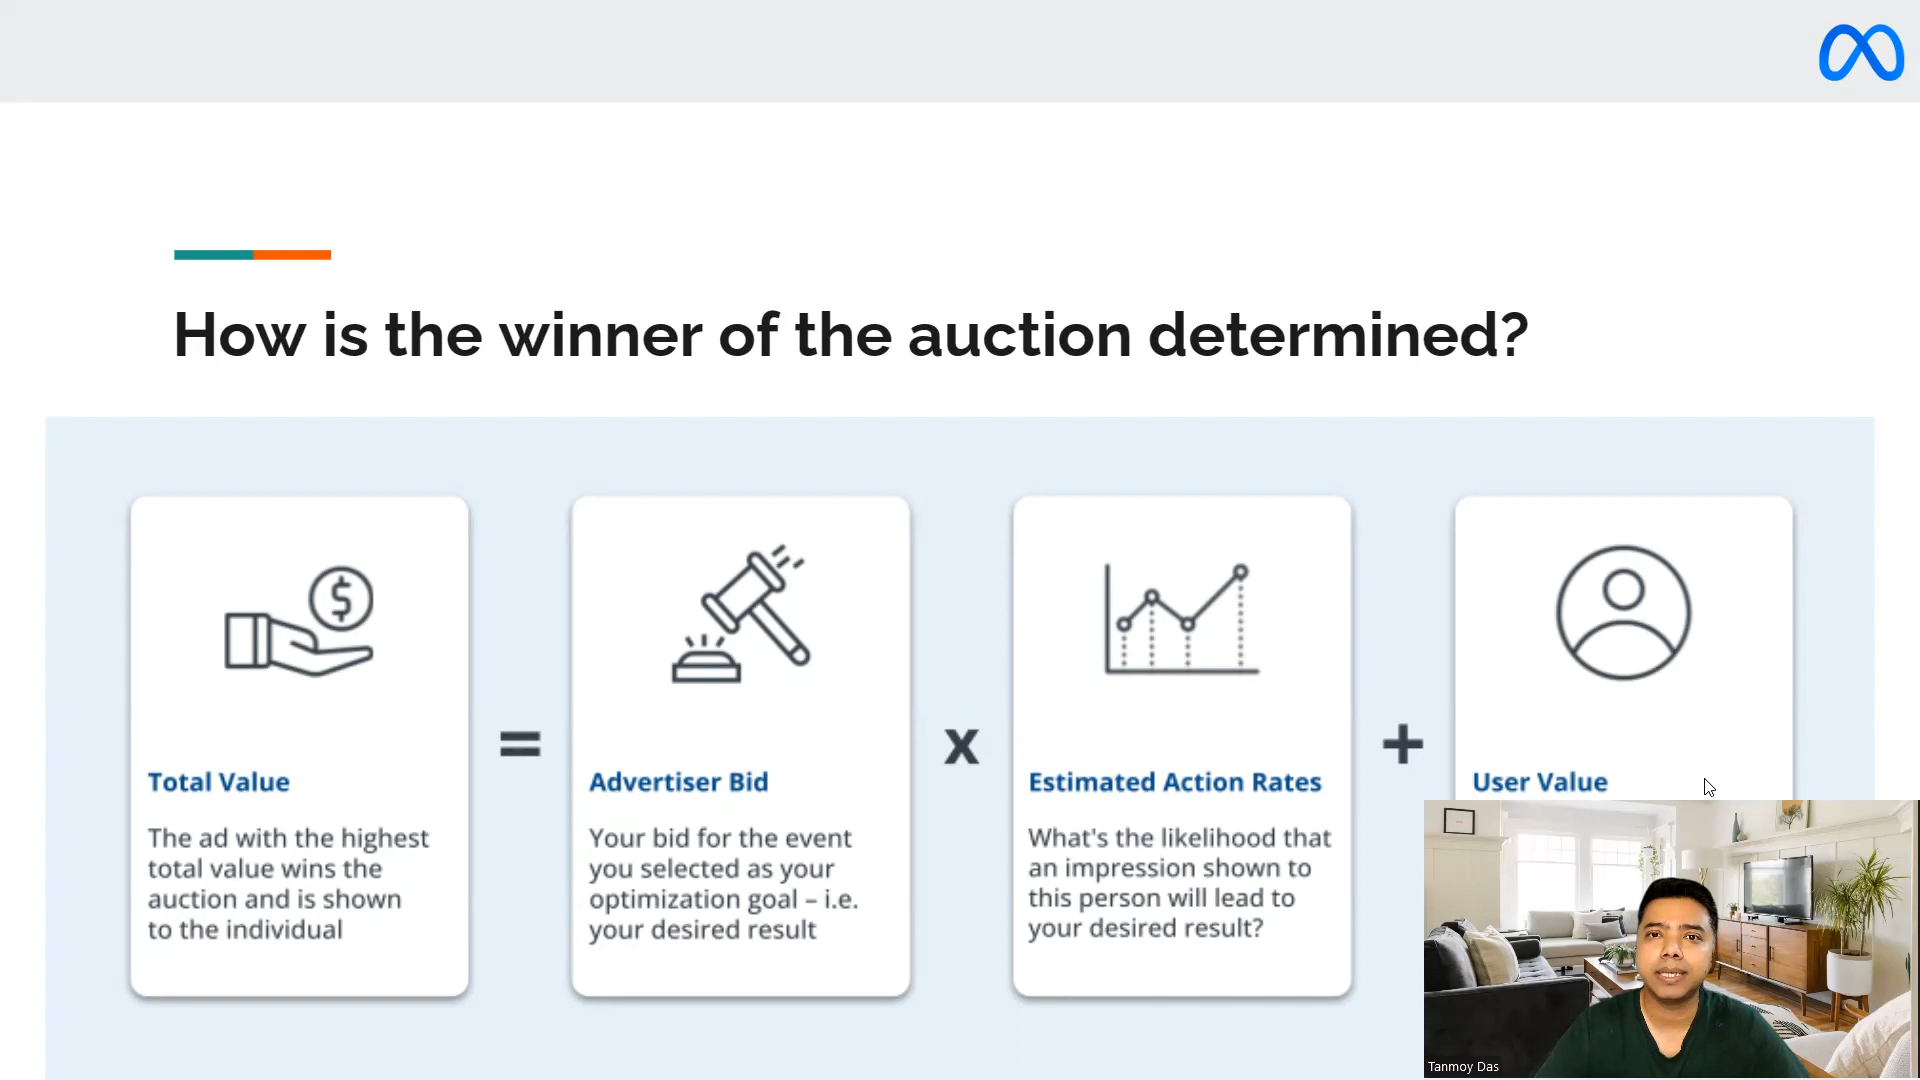 How is the winner of the auction determined?
$
=
x
+
Total Value
The ad with the highest
total value wins the
auction and is shown
to the individual
Advertiser Bid
Your bid for the event
you selected as your
optimization goal – i.e.
your desired result
Estimated Action Rates
What's the likelihood that
an impression shown to
this person will lead to
your desired result?
User Value
Tanmoy Das